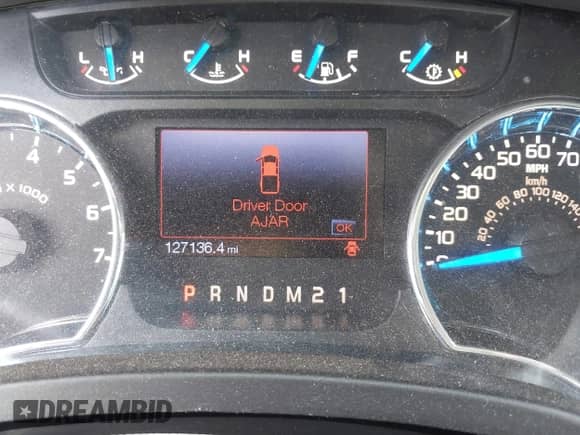 L H C H E F C H
4 5 6 7
X 1000
Driver Door
AJAR
OK
127136.4 mi
P R N D M 2 1
0 10 20 30 40 50 60 70
MPH
km/h
20 40 60 80 100 120 140
DREAMBID